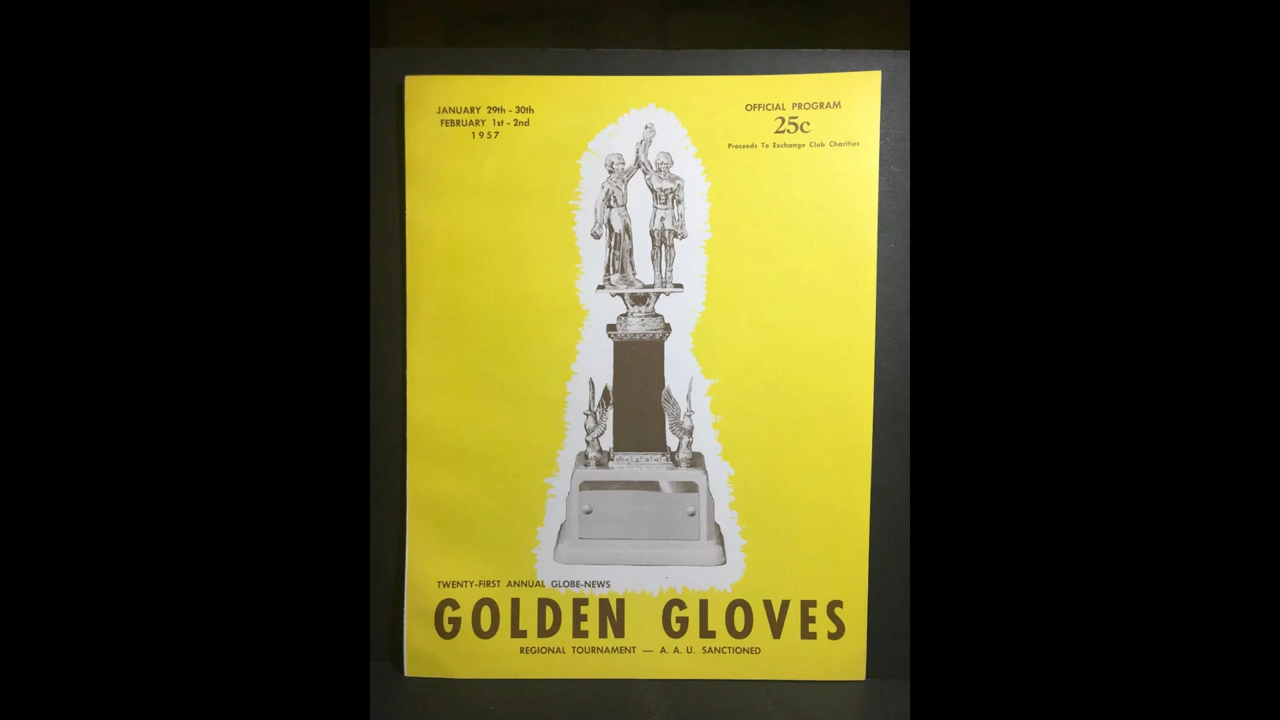 JANUARY 29th - 30th
FEBRUARY 1st - 2nd
1957
OFFICIAL PROGRAM
25c
Proceeds To Exchange Club Charities
TWENTY-FIRST ANNUAL GLOBE-NEWS
GOLDEN GLOVES
REGIONAL TOURNAMENT — A. A. U. SANCTIONED